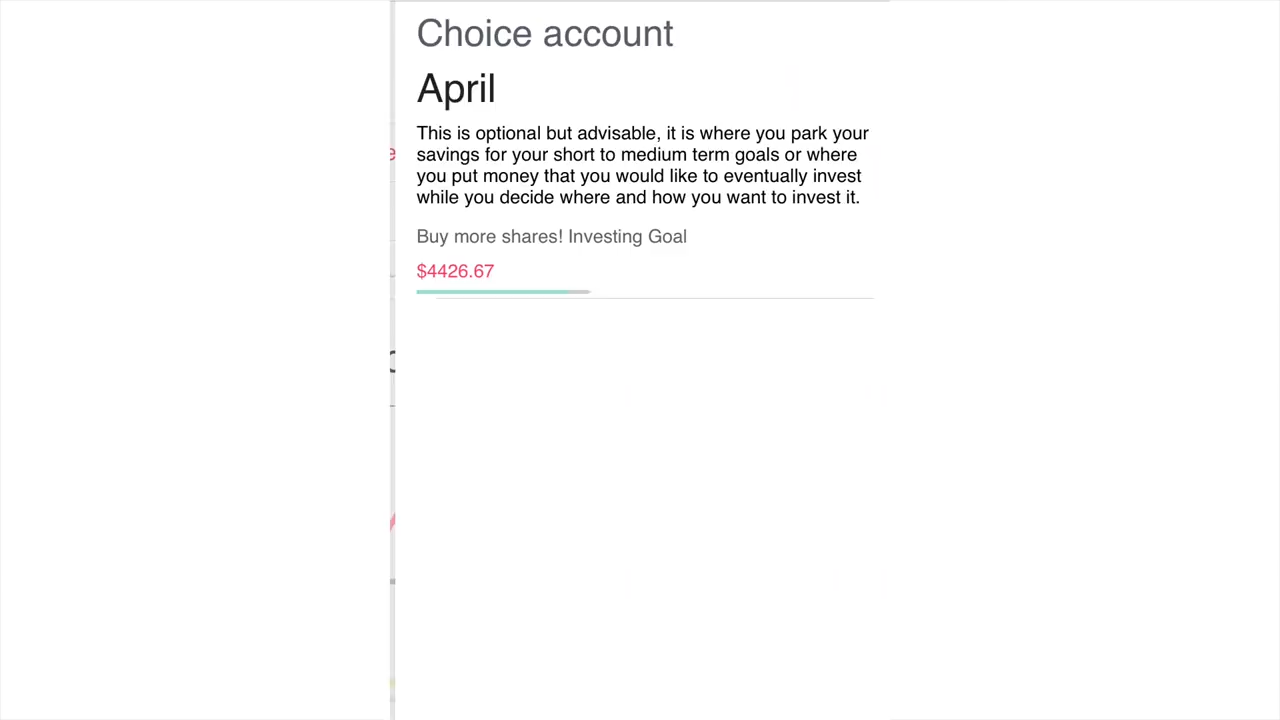 Choice account
April
This is optional but advisable, it is where you park your
savings for your short to medium term goals or where
you put money that you would like to eventually invest
while you decide where and how you want to invest it.
Buy more shares! Investing Goal
$4426.67